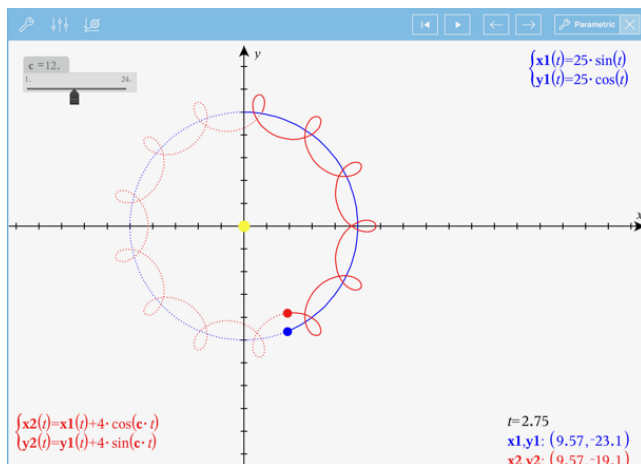 Parametric
y
c =12.
1. 24.
x1(t)=25·sin(t)
y1(t)=25·cos(t)
x
x2(t)=x1(t)+4·cos(c·t)
y2(t)=y1(t)+4·sin(c·t)
t=2.75
x1,y1: (9.57,-23.1)
x2,y2: (9.57,-19.1)